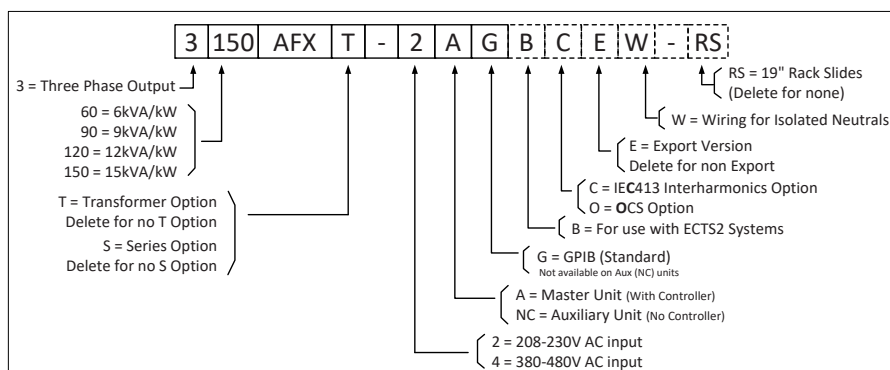 3 150 AFX T - 2 A G B C E W - RS
3 = Three Phase Output
60 = 6kVA/kW
90 = 9kVA/kW
120 = 12kVA/kW
150 = 15kVA/kW
T = Transformer Option
Delete for no T Option
S = Series Option
Delete for no S Option
RS = 19" Rack Slides
(Delete for none)
W = Wiring for Isolated Neutrals
E = Export Version
Delete for non Export
C = IEC413 Interharmonics Option
O = OCS Option
B = For use with ECTS2 Systems
G = GPIB (Standard)
Not available on Aux (NC) units
A = Master Unit (With Controller)
NC = Auxiliary Unit (No Controller)
2 = 208-230V AC input
4 = 380-480V AC input